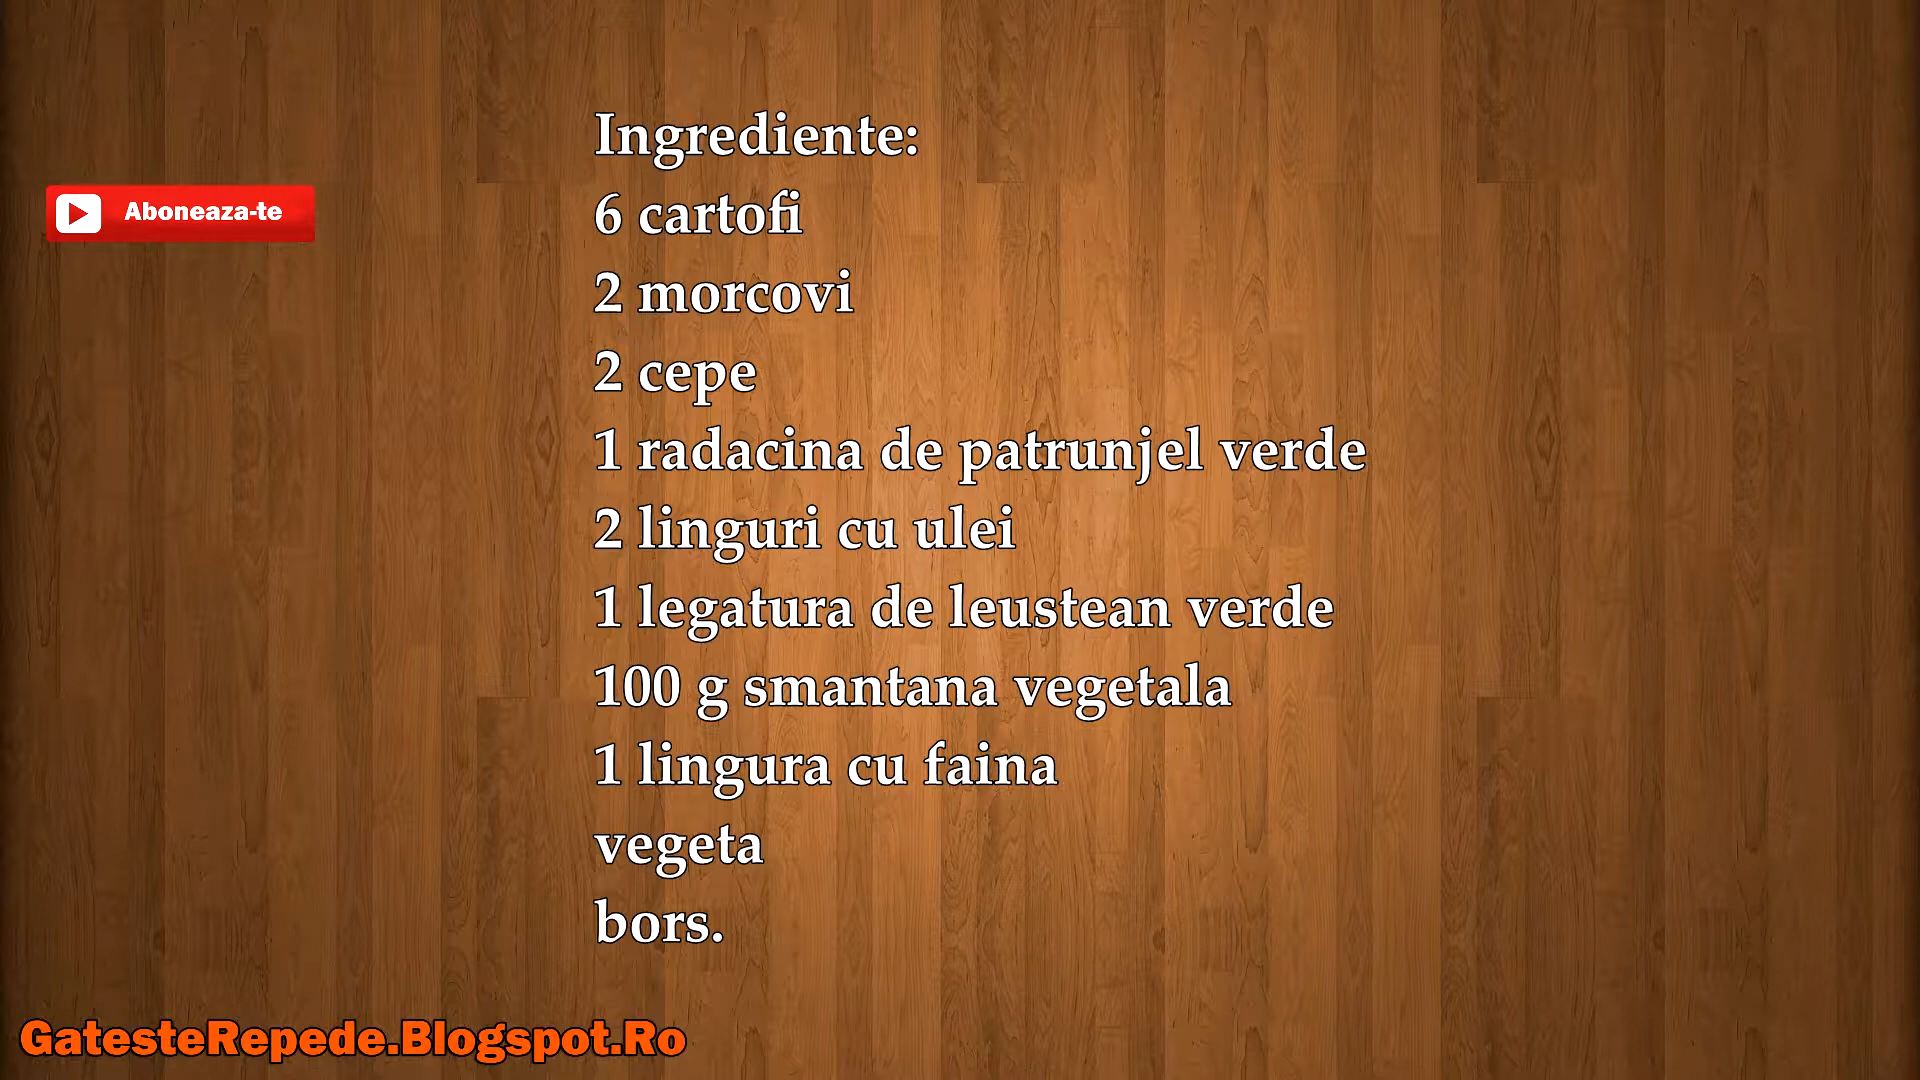 Ingrediente:
6 cartofi
Aboneaza-te
2 morcovi
2 cepe
1 radacina de patrunjel verde
2 linguri cu ulei
1 legatura de leustean verde
100 g smantana vegetala
1 lingura cu faina
vegeta
bors.
GatesteRepede.Blogspot.Ro